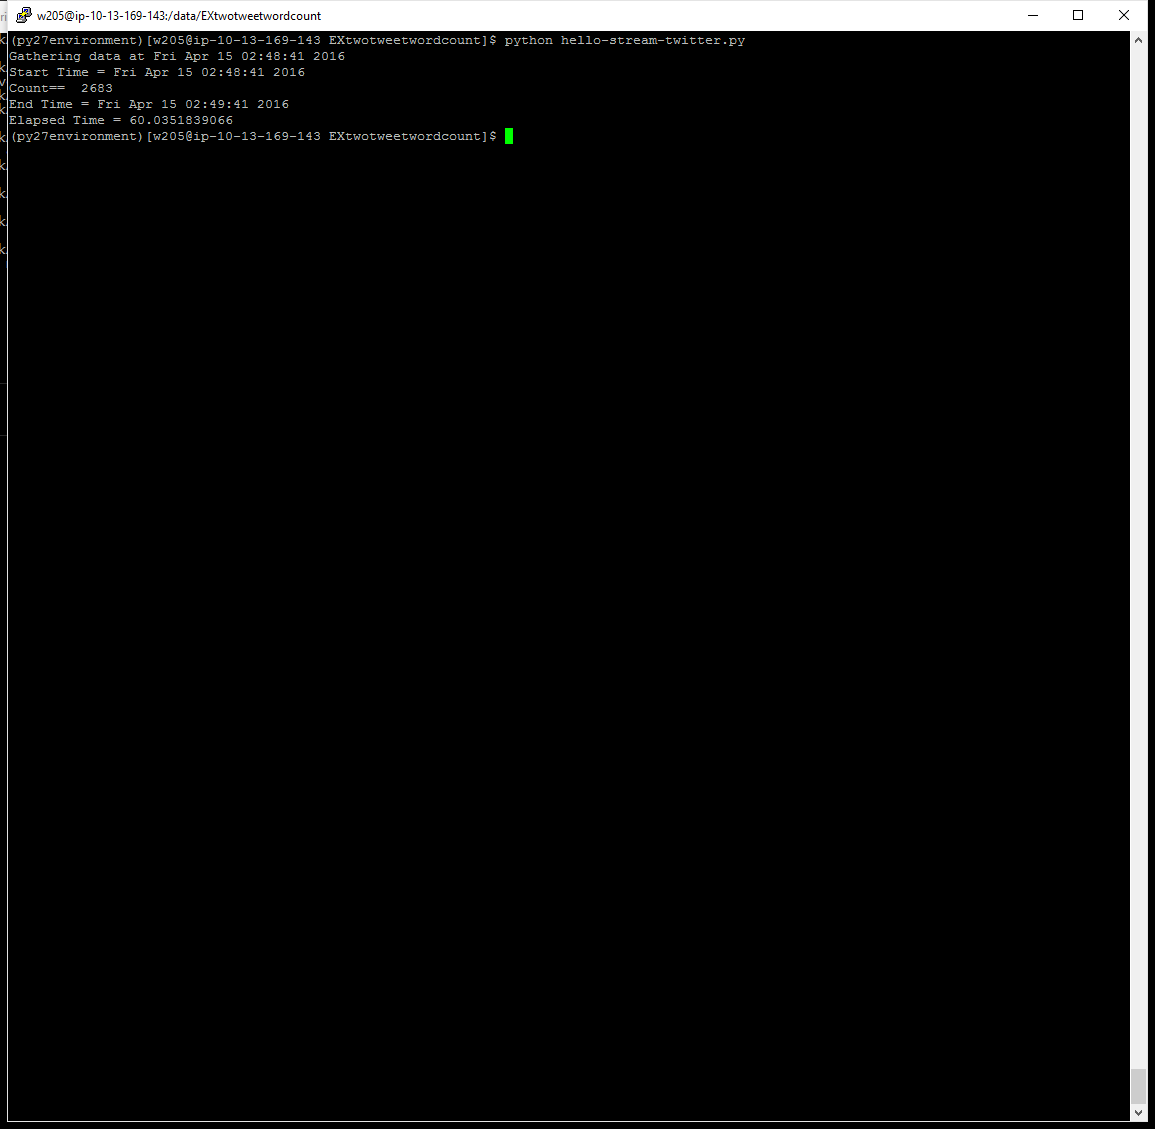 w205@ip-10-13-169-143:/data/EXtwotweetwordcount
(py27environment)[w205@ip-10-13-169-143 EXtwotweetwordcount]$ python hello-stream-twitter.py
Gathering data at Fri Apr 15 02:48:41 2016
Start Time = Fri Apr 15 02:48:41 2016
Count==  2683
End Time = Fri Apr 15 02:49:41 2016
Elapsed Time = 60.0351839066
(py27environment)[w205@ip-10-13-169-143 EXtwotweetwordcount]$